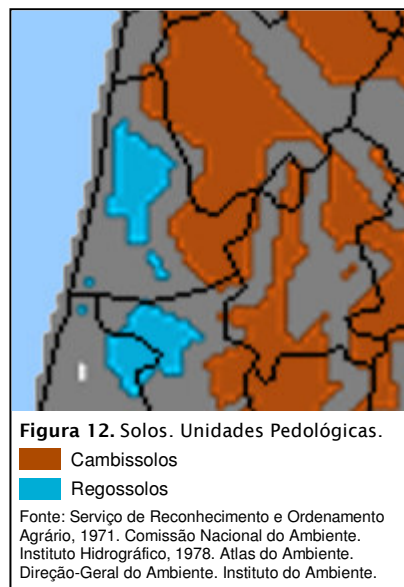 Figura 12. Solos. Unidades Pedológicas.
Cambissolos
Regossolos
Fonte: Serviço de Reconhecimento e Ordenamento
Agrário, 1971. Comissão Nacional do Ambiente.
Instituto Hidrográfico, 1978. Atlas do Ambiente.
Direção-Geral do Ambiente. Instituto do Ambiente.